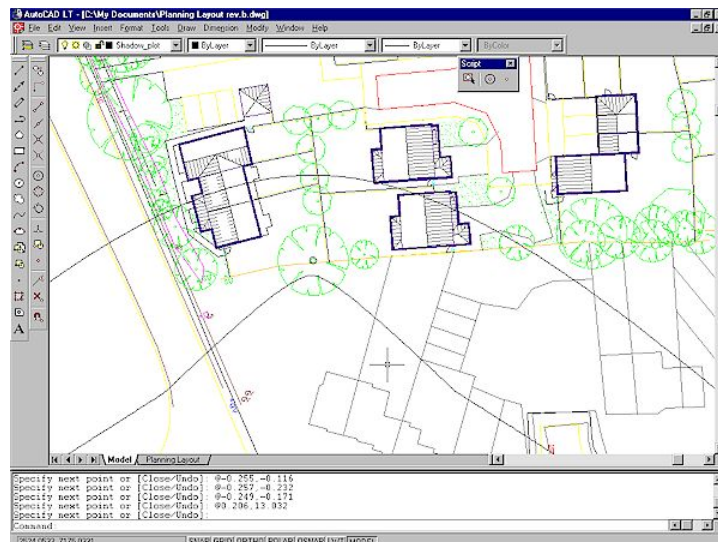 AutoCAD LT - [C:\My Documents\Planning Layout rev.b.dwg]
File Edit View Insert Format Tools Draw Dimension Modify Window Help
Shadow_plot ByLayer ByLayer ByLayer ByColor
Script
A
Model Planning Layout
Specify next point or [Close/Undo]: @-0.255,-0.116
Specify next point or [Close/Undo]: @-0.257,-0.232
Specify next point or [Close/Undo]: @-0.249,-0.171
Specify next point or [Close/Undo]: @0.206,13.032
Specify next point or [Close/Undo]:
Command
SNAP GRID ORTHO POLAR OSNAP LWT MODEL